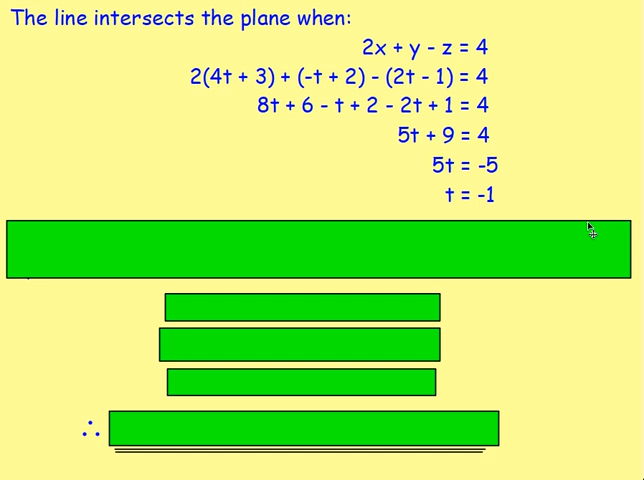 The line intersects the plane when:
2x + y - z = 4
2(4t + 3) + (-t + 2) - (2t - 1) = 4
8t + 6 - t + 2 - 2t + 1 = 4
5t + 9 = 4
5t = -5
t = -1
∴